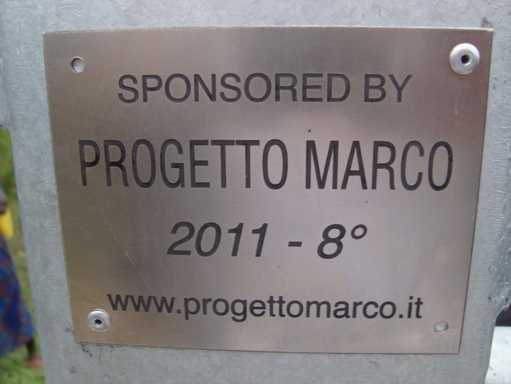 SPONSORED BY
PROGETTO MARCO
2011 - 8°
www.progettomarco.it